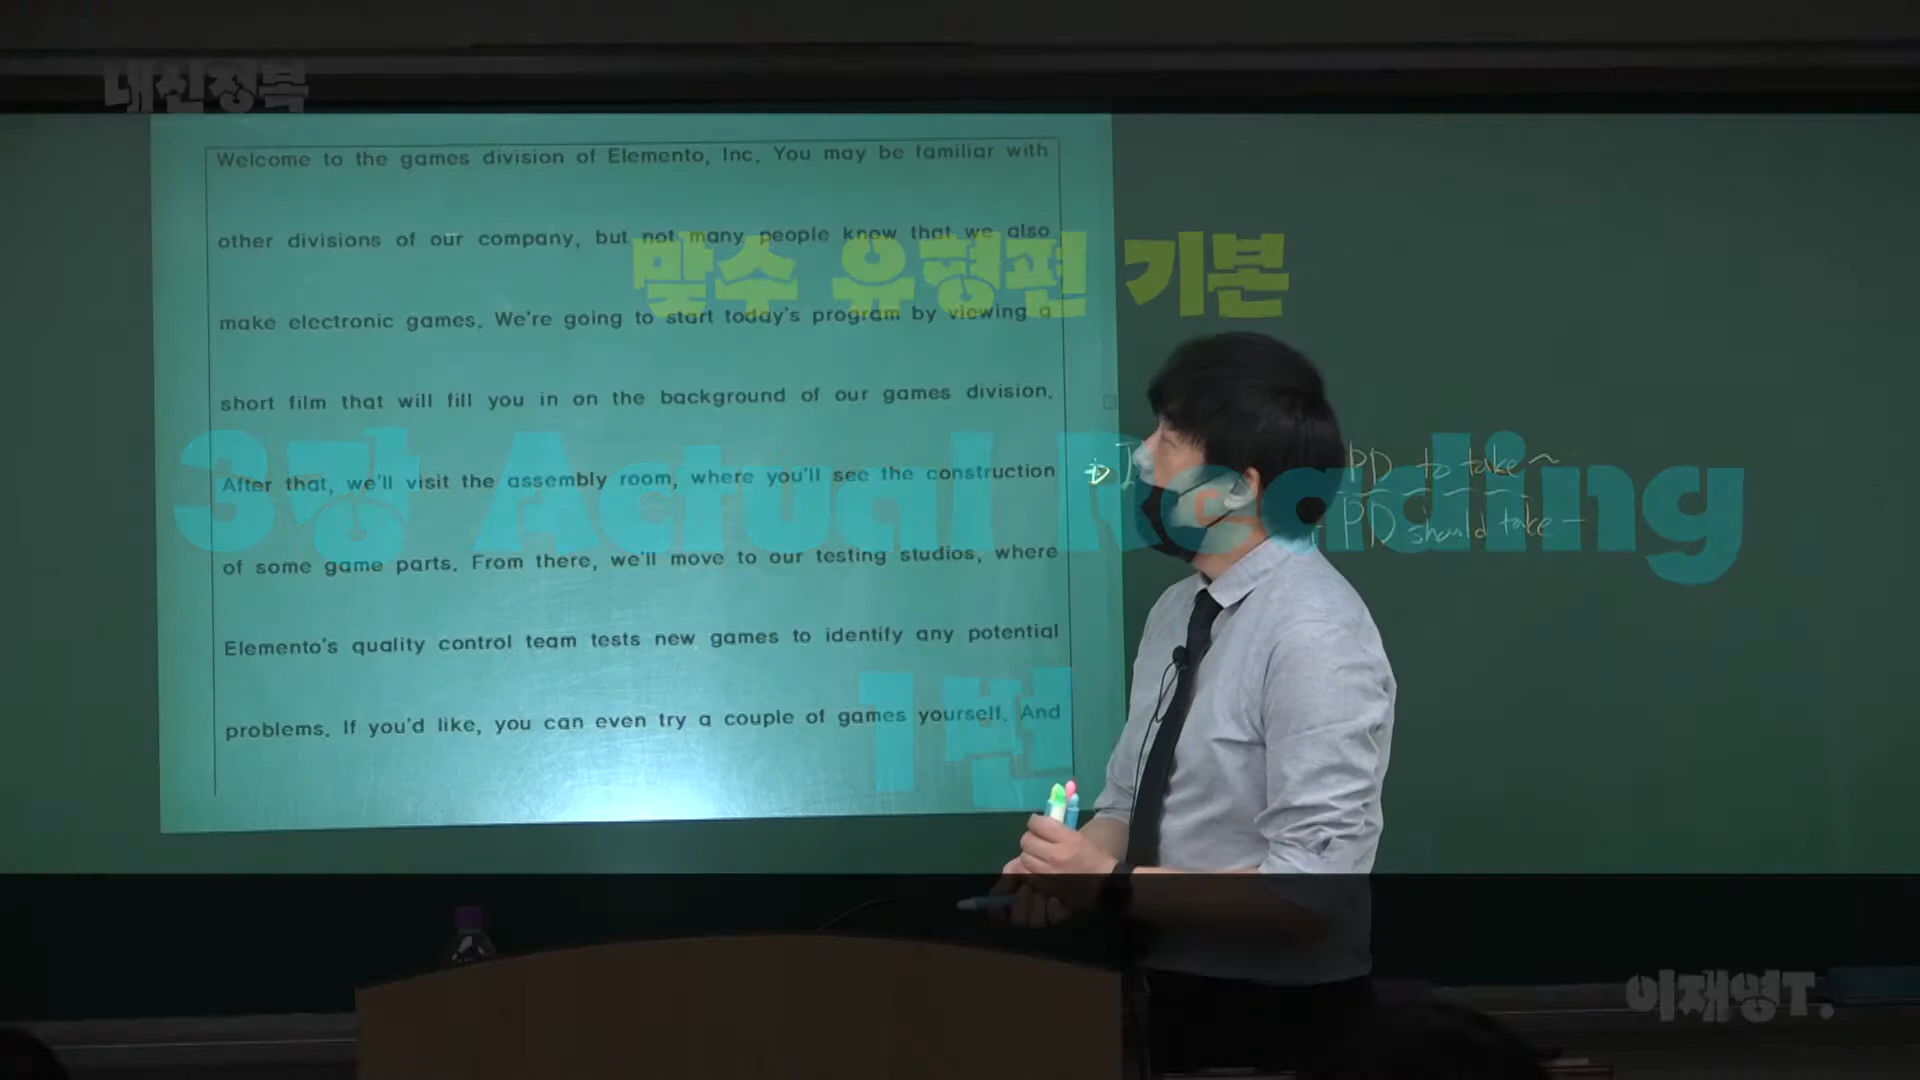 내신정복
Welcome to the games division of Elemento, Inc. You may be familiar with
other divisions of our company, but not many people know that we also
맞수 유형편 기본
make electronic games. We're going to start today's program by viewing a
short film that will fill you in on the background of our games division.
3강 Actual Reading
After that, we'll visit the assembly room, where you'll see the construction
PD to take ~
PD should take -
of some game parts. From there, we'll move to our testing studios, where
Elemento's quality control team tests new games to identify any potential
1번
problems. If you'd like, you can even try a couple of games yourself. And
이재영T.